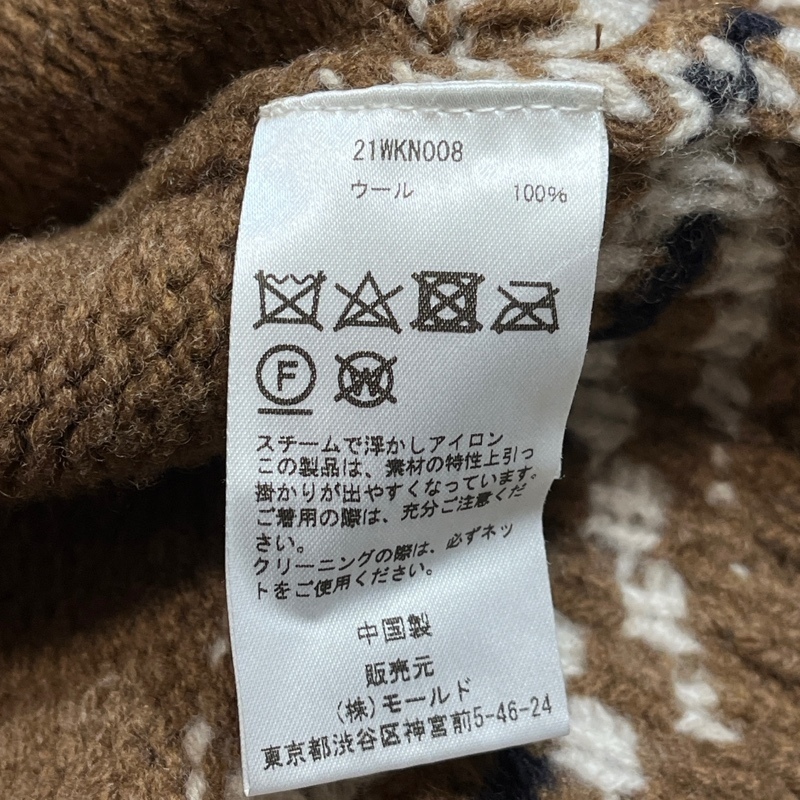 21WKN008
ウール 100%
F
W
スチームで浮かしアイロン
この製品は、素材の特性上引っ
掛かりが出やすくなっています。
ご着用の際は、充分ご注意くだ
さい。
クリーニングの際は、必ずネッ
トをご使用ください。
中国製
販売元
(株)モールド
東京都渋谷区神宮前5-46-24